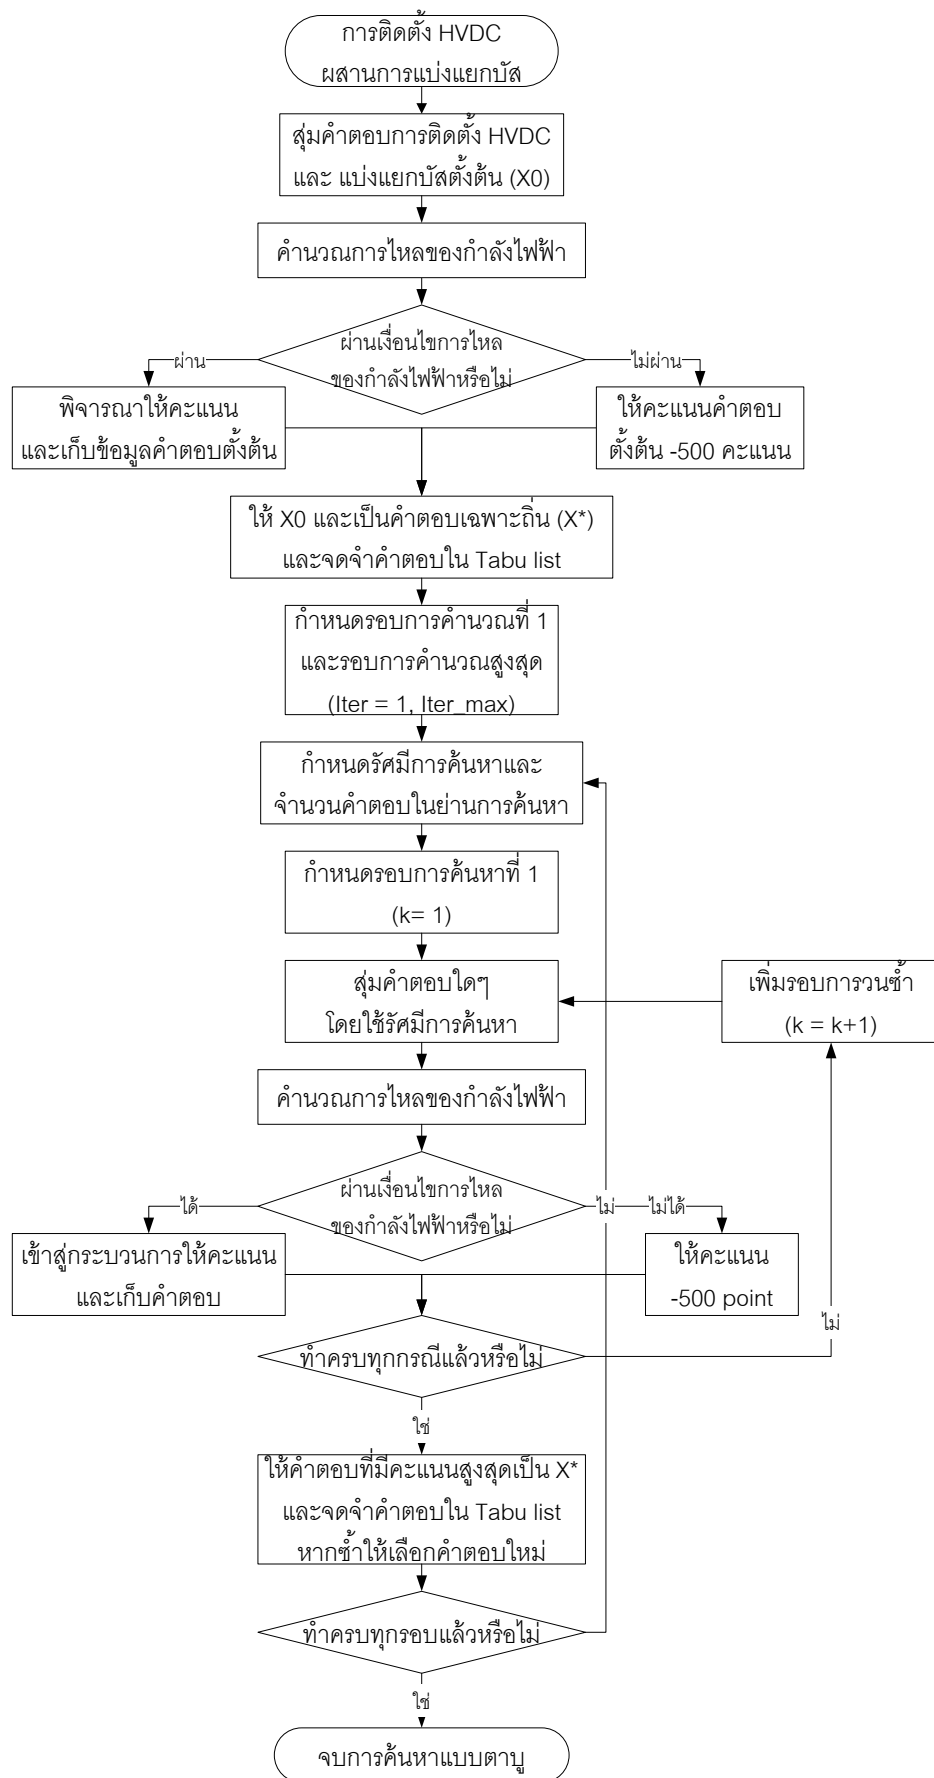 การติดตั้ง HVDC
ผสานการแบ่งแยกบัส
สุ่มคำตอบการติดตั้ง HVDC
และ แบ่งแยกบัสตั้งต้น (X0)
คำนวณการไหลของกำลังไฟฟ้า
ผ่านเงื่อนไขการไหล
ของกำลังไฟฟ้าหรือไม่
ผ่าน
ไม่ผ่าน
พิจารณาให้คะแนน
และเก็บข้อมูลคำตอบตั้งต้น
ให้คะแนนคำตอบ
ตั้งต้น -500 คะแนน
ให้ X0 และเป็นคำตอบเฉพาะถิ่น (X*)
และจดจำคำตอบใน Tabu list
กำหนดรอบการคำนวณที่ 1
และรอบการคำนวณสูงสุด
(Iter = 1, Iter_max)
กำหนดรัศมีการค้นหาและ
จำนวนคำตอบในย่านการค้นหา
กำหนดรอบการค้นหาที่ 1
(k= 1)
สุ่มคำตอบใดๆ
โดยใช้รัศมีการค้นหา
เพิ่มรอบการวนซ้ำ
(k = k+1)
คำนวณการไหลของกำลังไฟฟ้า
ผ่านเงื่อนไขการไหล
ของกำลังไฟฟ้าหรือไม่
ได้
ไม่
ไม่ได้
เข้าสู่กระบวนการให้คะแนน
และเก็บคำตอบ
ให้คะแนน
-500 point
ไม่
ทำครบทุกกรณีแล้วหรือไม่
ใช่
ให้คำตอบที่มีคะแนนสูงสุดเป็น X*
และจดจำคำตอบใน Tabu list
หากซ้ำให้เลือกคำตอบใหม่
ทำครบทุกรอบแล้วหรือไม่
ใช่
จบการค้นหาแบบตาบู